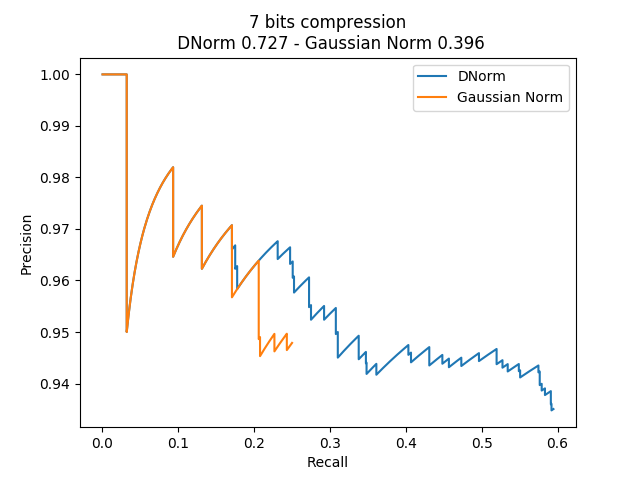 7 bits compression
DNorm 0.727 - Gaussian Norm 0.396
DNorm
Gaussian Norm
1.00
0.99
0.98
0.97
0.96
0.95
0.94
Precision
0.0 0.1 0.2 0.3 0.4 0.5 0.6
Recall